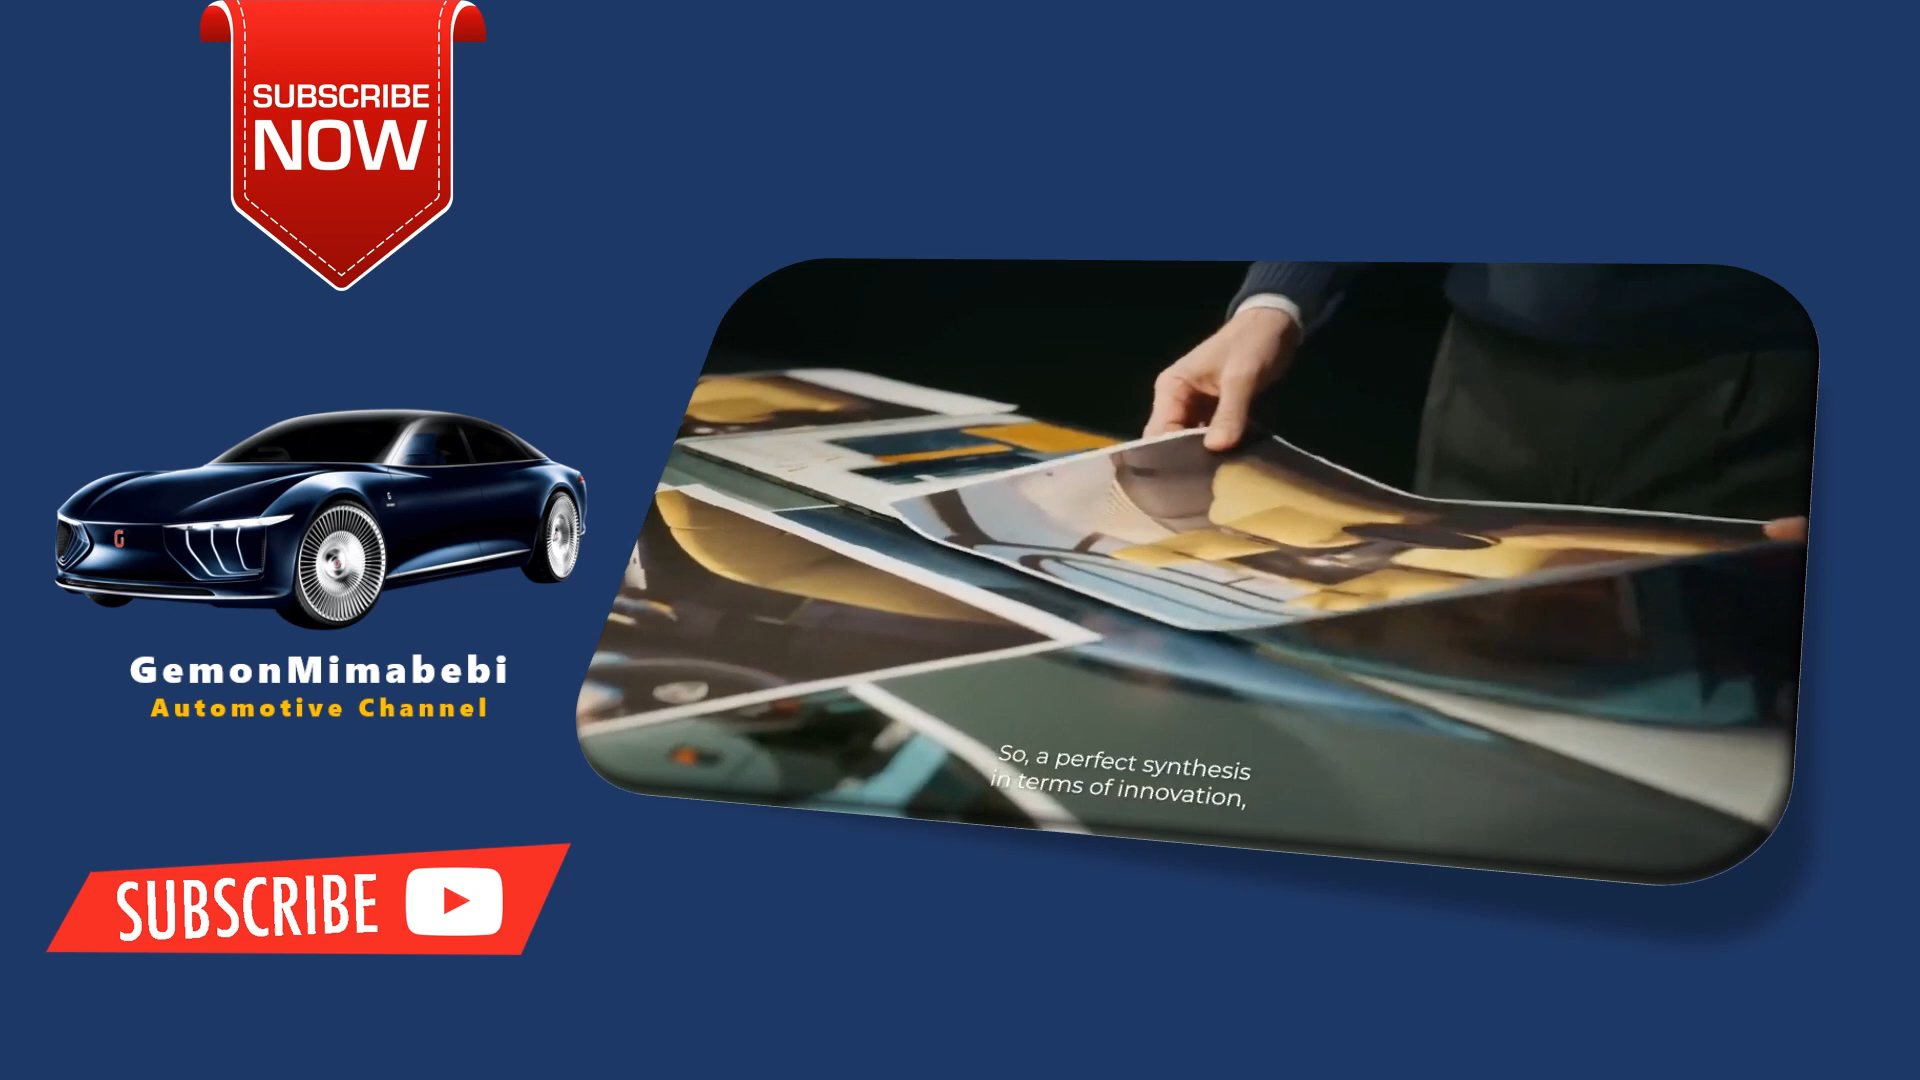 SUBSCRIBE
NOW
G
GemonMimabebi
Automotive Channel
SUBSCRIBE
So, a perfect synthesis
in terms of innovation,